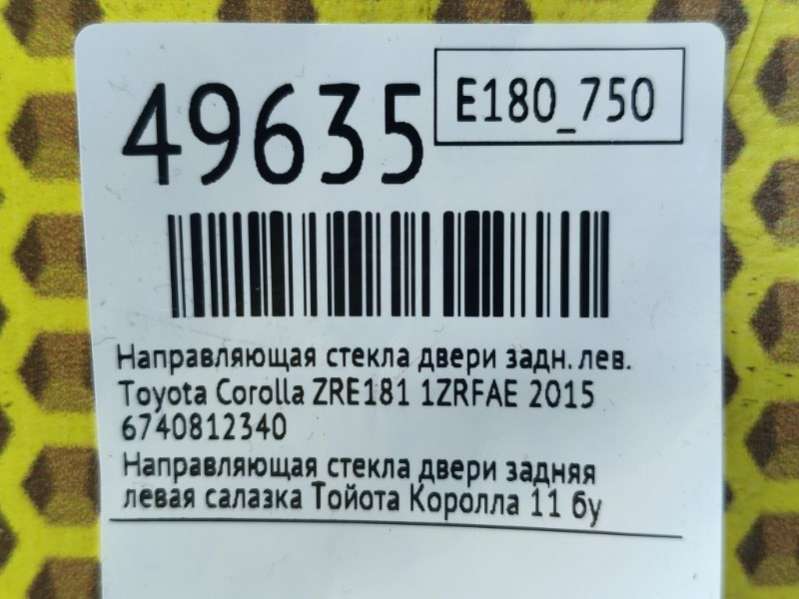 49635
E180_750
Направляющая стекла двери задн. лев.
Toyota Corolla ZRE181 1ZRFAE 2015
6740812340
Направляющая стекла двери задняя
левая салазка Тойота Королла 11 бу